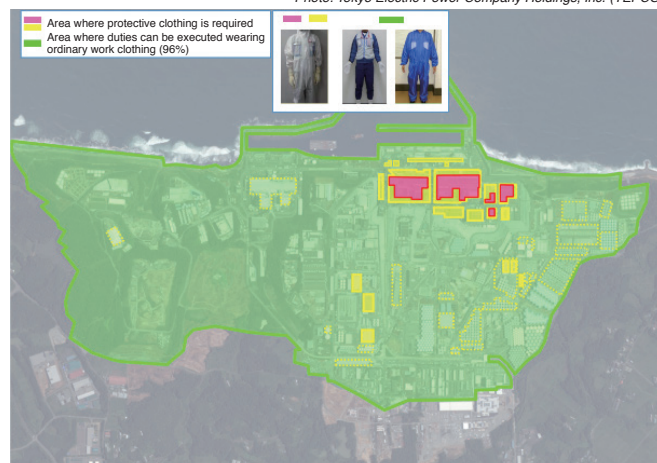 Photo: Tokyo Electric Power Company Holdings, Inc. (TEPCO
Area where protective clothing is required
Area where duties can be executed wearing
ordinary work clothing (96%)